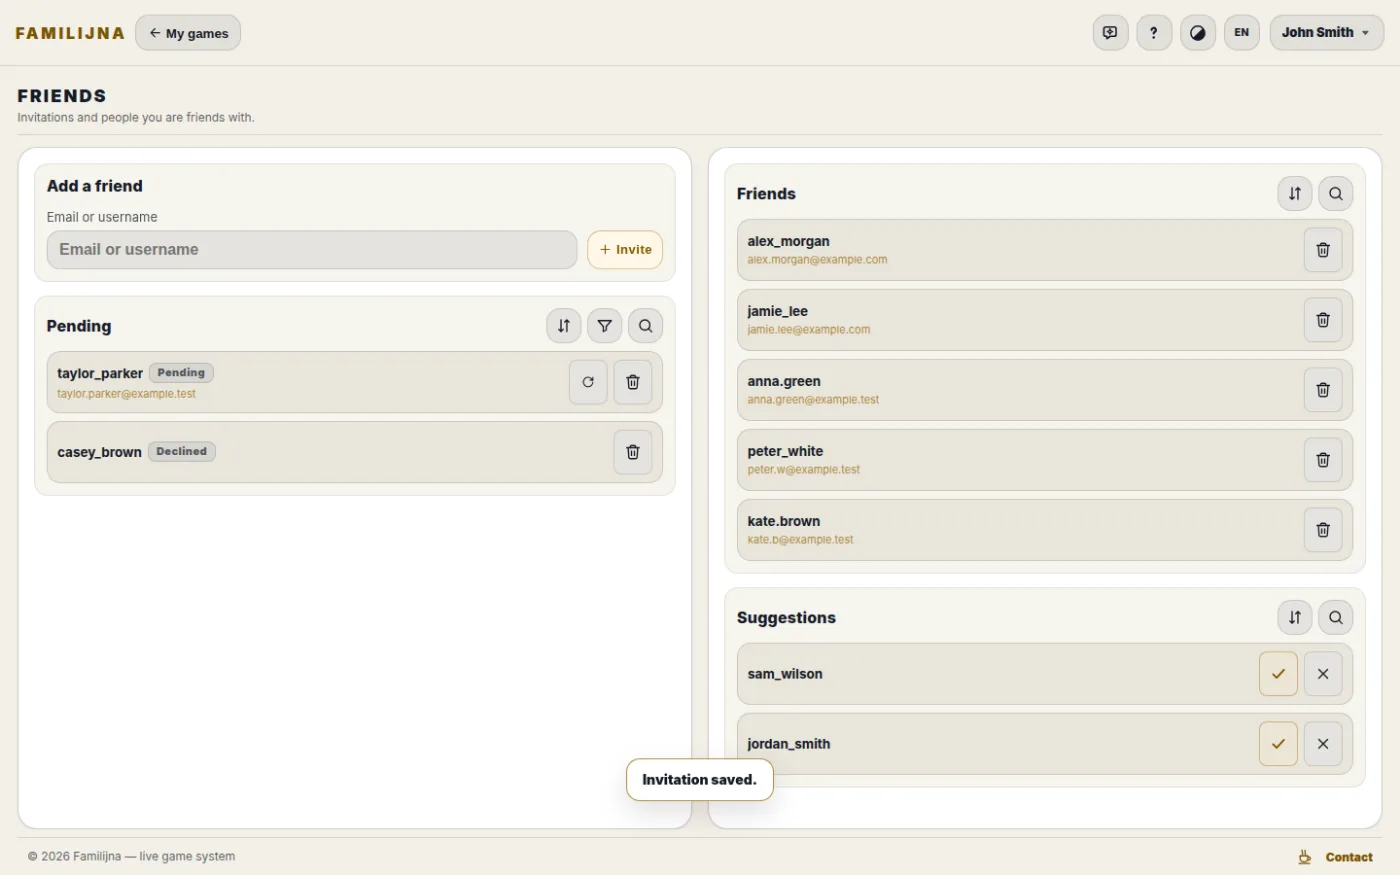 FAMILIJNA
← My games
?
EN
John Smith
FRIENDS
Invitations and people you are friends with.
Add a friend
Email or username
Email or username
+ Invite
Pending
taylor_parker Pending
taylor.parker@example.test
casey_brown Declined
Friends
alex_morgan
alex.morgan@example.com
jamie_lee
jamie.lee@example.com
anna.green
anna.green@example.test
peter_white
peter.w@example.test
kate.brown
kate.b@example.test
Suggestions
sam_wilson
jordan_smith
Invitation saved.
© 2026 Familijna — live game system
Contact